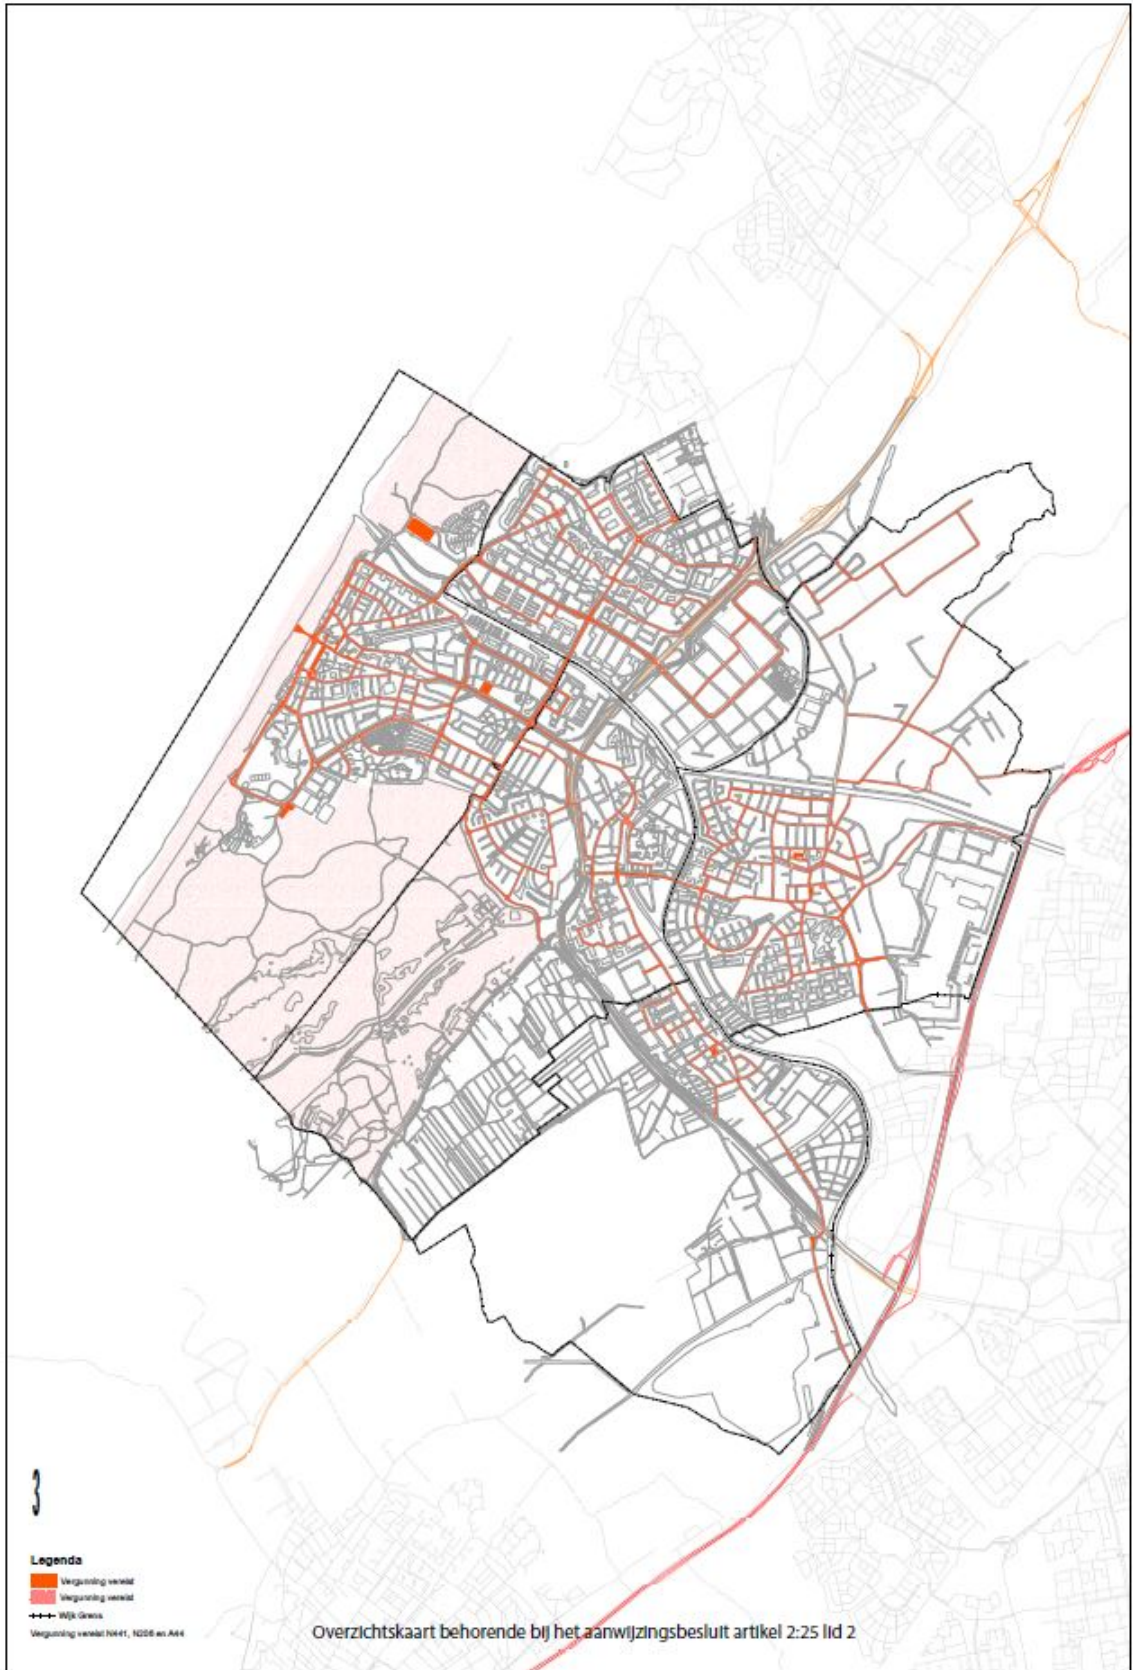 3
Legenda
Vergunning vereist
Vergunning vereist
Wijk Grens
Vergunning vereist N441, N206 en A44
Overzichtskaart behorende bij het aanwijzingsbesluit artikel 2:25 lid 2